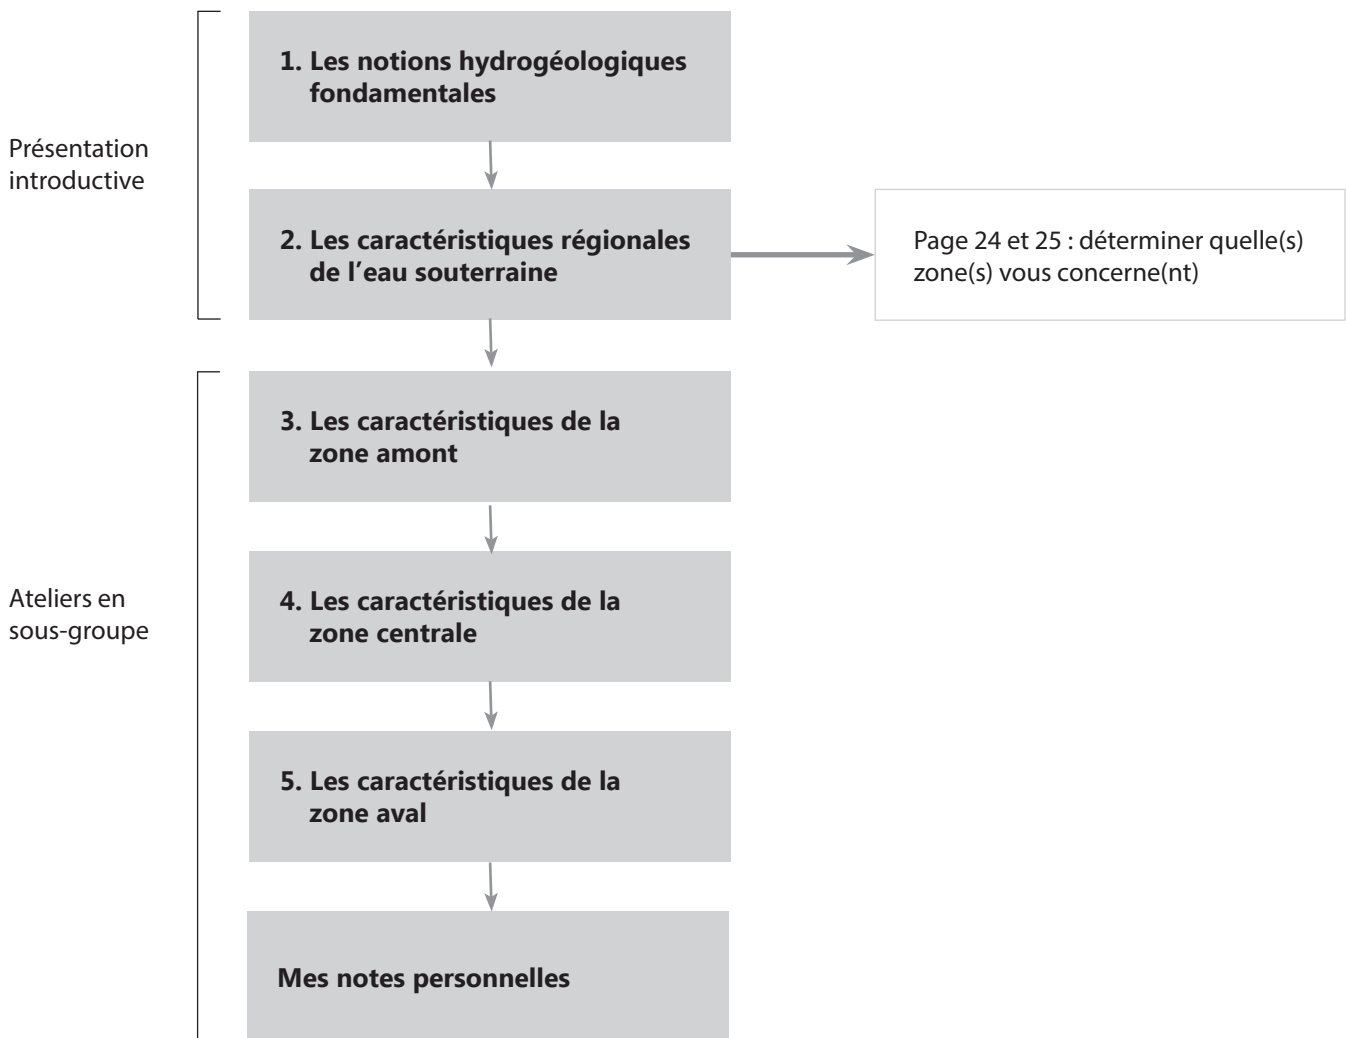 1. Les notions hydrogéologiques
fondamentales
Présentation
introductive
2. Les caractéristiques régionales
de l’eau souterraine
Page 24 et 25 : déterminer quelle(s)
zone(s) vous concerne(nt)
3. Les caractéristiques de la
zone amont
4. Les caractéristiques de la
zone centrale
Ateliers en
sous-groupe
5. Les caractéristiques de la
zone aval
Mes notes personnelles